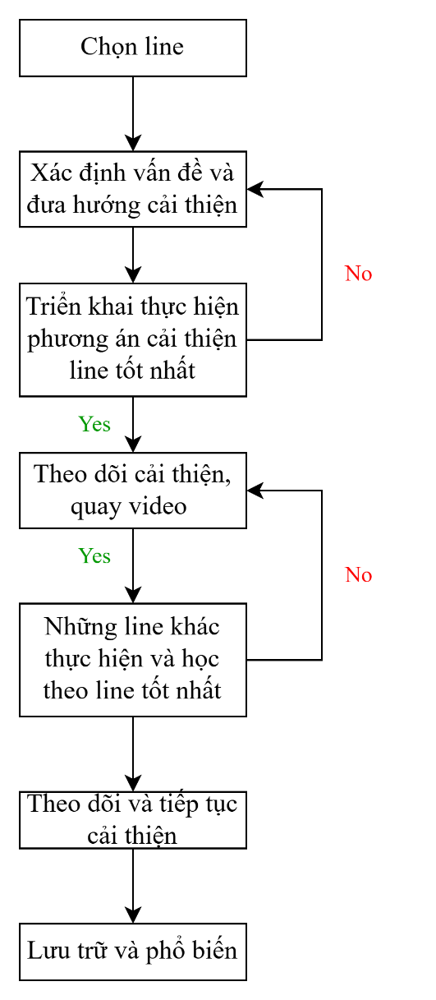 Chọn line
Xác định vấn đề và
đưa hướng cải thiện
No
Triển khai thực hiện
phương án cải thiện
line tốt nhất
Yes
Theo dõi cải thiện,
quay video
Yes
No
Những line khác
thực hiện và học
theo line tốt nhất
Theo dõi và tiếp tục
cải thiện
Lưu trữ và phổ biến